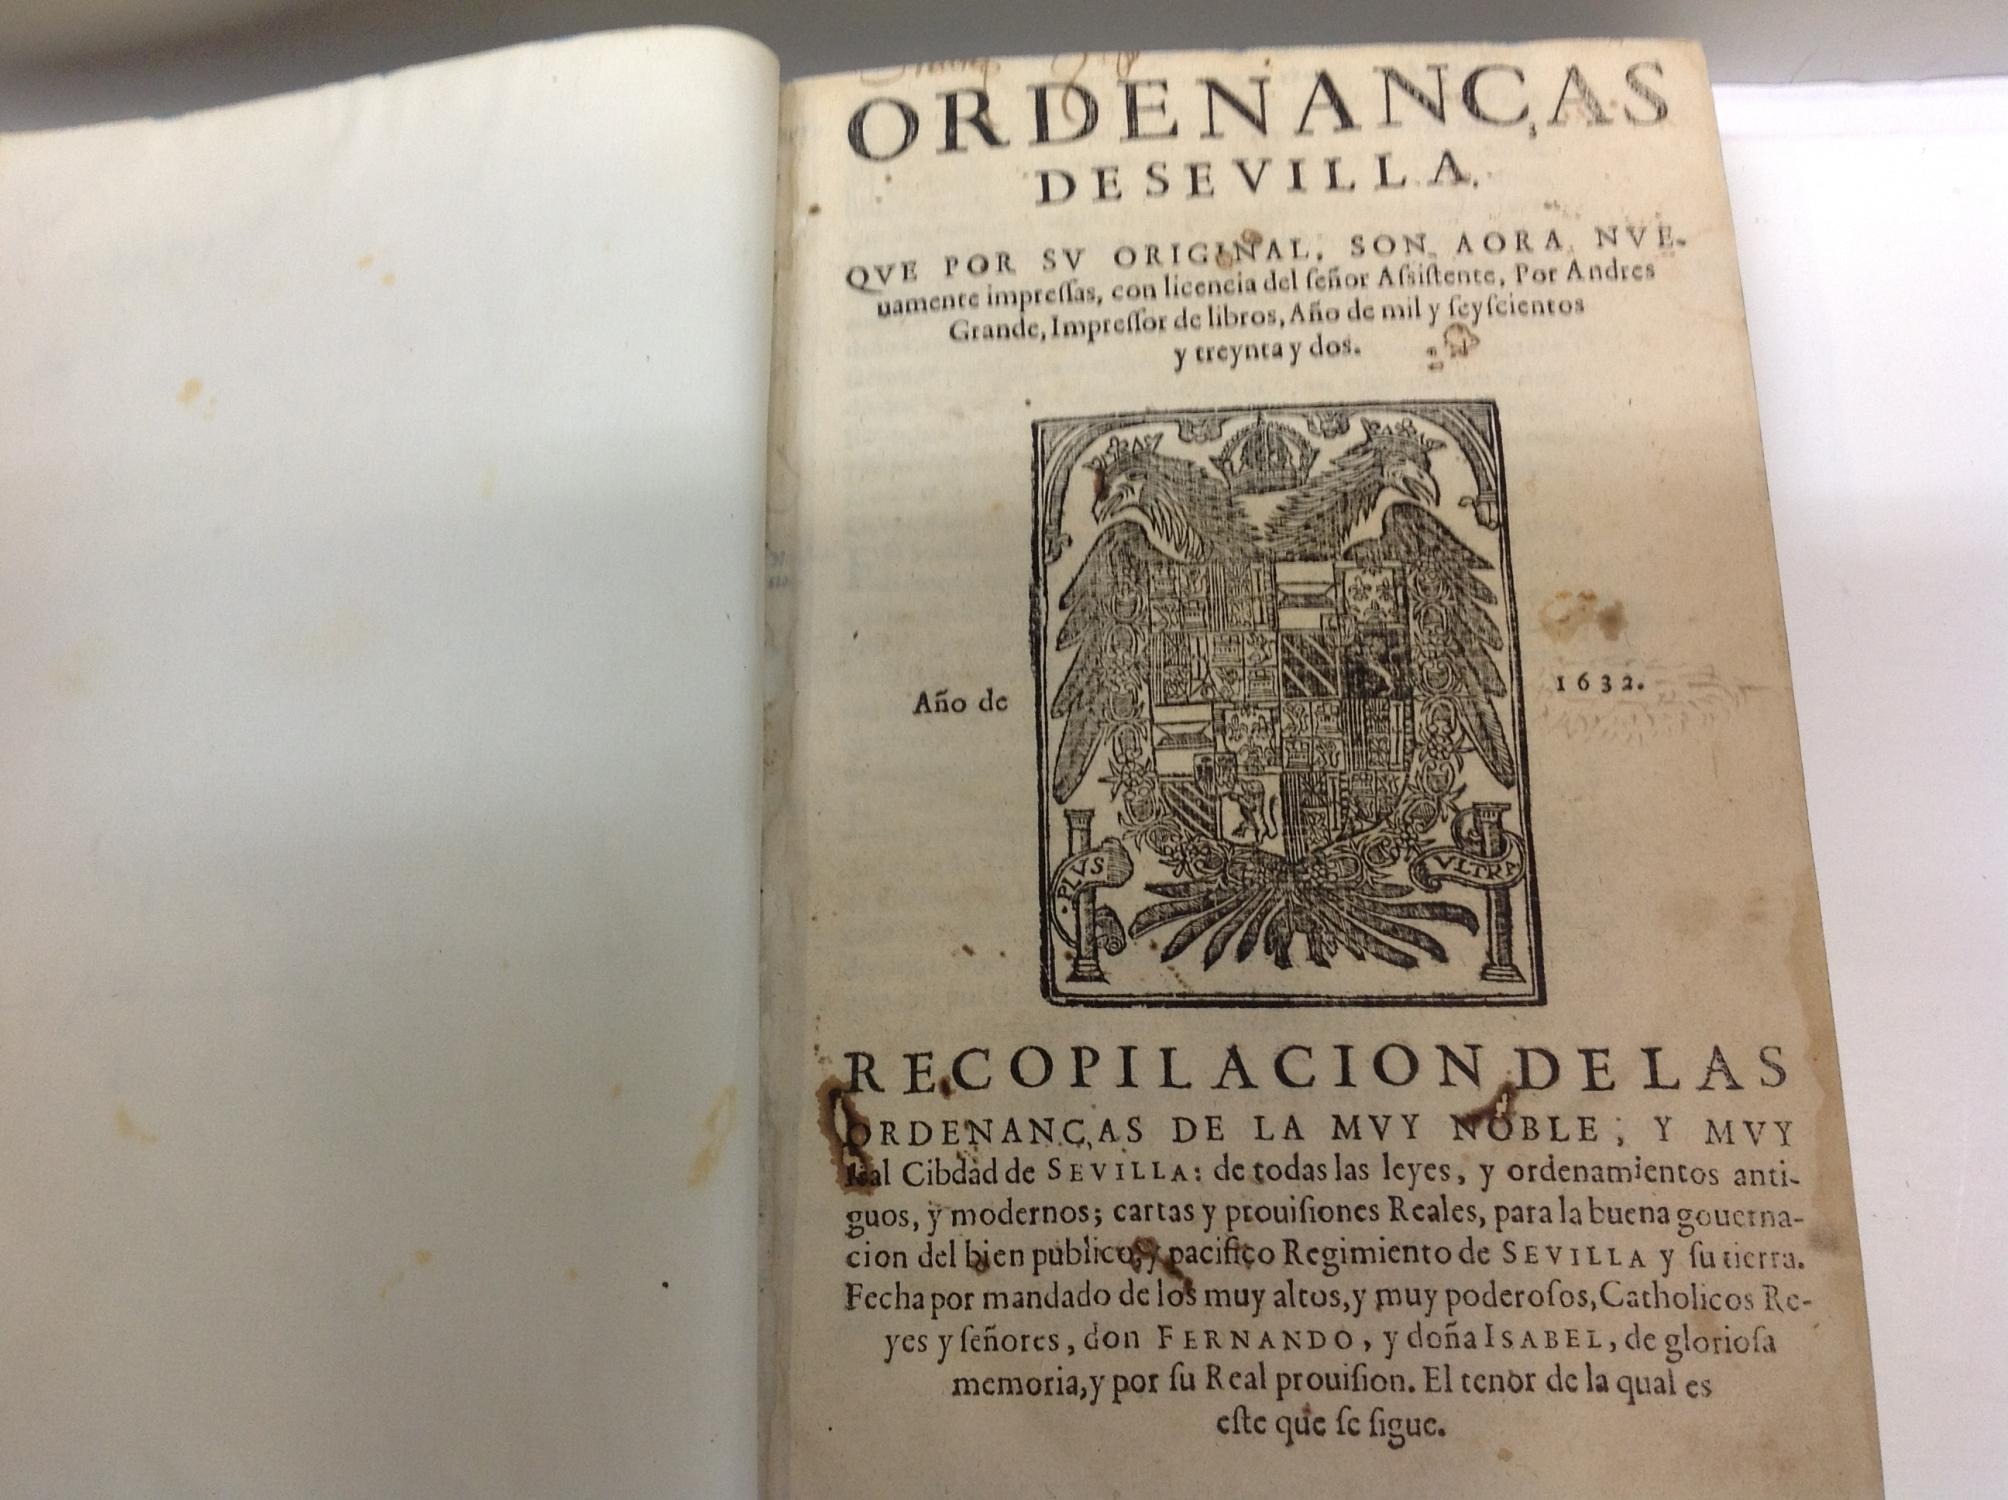 ORDENANÇAS
DE SEVILLA.
QVE POR SV ORIGINAL, SON AORA NVE-
uamente impreſſas, con licencia del ſeñor Aſsiſtente, Por Andres
Grande, Impreſſor de libros, Año de mil y ſeyſcientos
y treynta y dos.
Año de
1632.
PLVS
VLTRA
RECOPILACION DE LAS
ORDENANÇAS DE LA MVY NOBLE, Y MVY
leal Cibdad de SEVILLA: de todas las leyes, y ordenamientos anti-
guos, y modernos; cartas y prouiſiones Reales, para la buena gouerna-
cion del bien publico, y pacifico Regimiento de SEVILLA y ſu tierra.
Fecha por mandado de los muy altos, y muy poderoſos, Catholicos Re-
yes y ſeñores, don FERNANDO, y doña ISABEL, de glorioſa
memoria, y por ſu Real prouiſion. El tenor de la qual es
eſte que ſe ſigue.